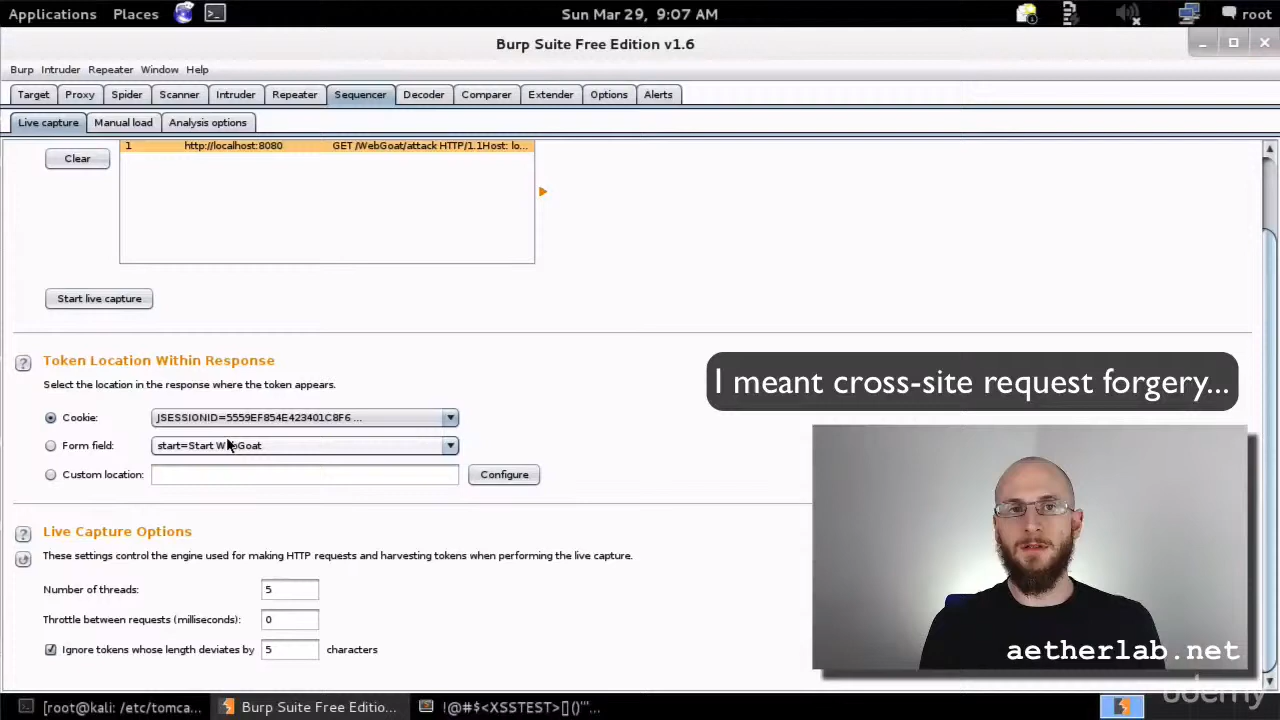 Applications Places Sun Mar 29, 9:07 AM root
Burp Suite Free Edition v1.6
Burp Intruder Repeater Window Help
Target Proxy Spider Scanner Intruder Repeater Sequencer Decoder Comparer Extender Options Alerts
Live capture Manual load Analysis options
Clear 1 http://localhost:8080 GET /WebGoat/attack HTTP/1.1Host: lo...
Start live capture
Token Location Within Response
I meant cross-site request forgery...
Select the location in the response where the token appears.
Cookie: JSESSIONID=5559EF854E423401C8F6 ...
Form field: start=Start WebGoat
Custom location: Configure
Live Capture Options
These settings control the engine used for making HTTP requests and harvesting tokens when performing the live capture.
Number of threads: 5
Throttle between requests (milliseconds): 0
Ignore tokens whose length deviates by 5 characters
aetherlab.net
udemy
[root@kali: /etc/tomca... Burp Suite Free Editio... !@#$<XSSTEST>[]()'"'...